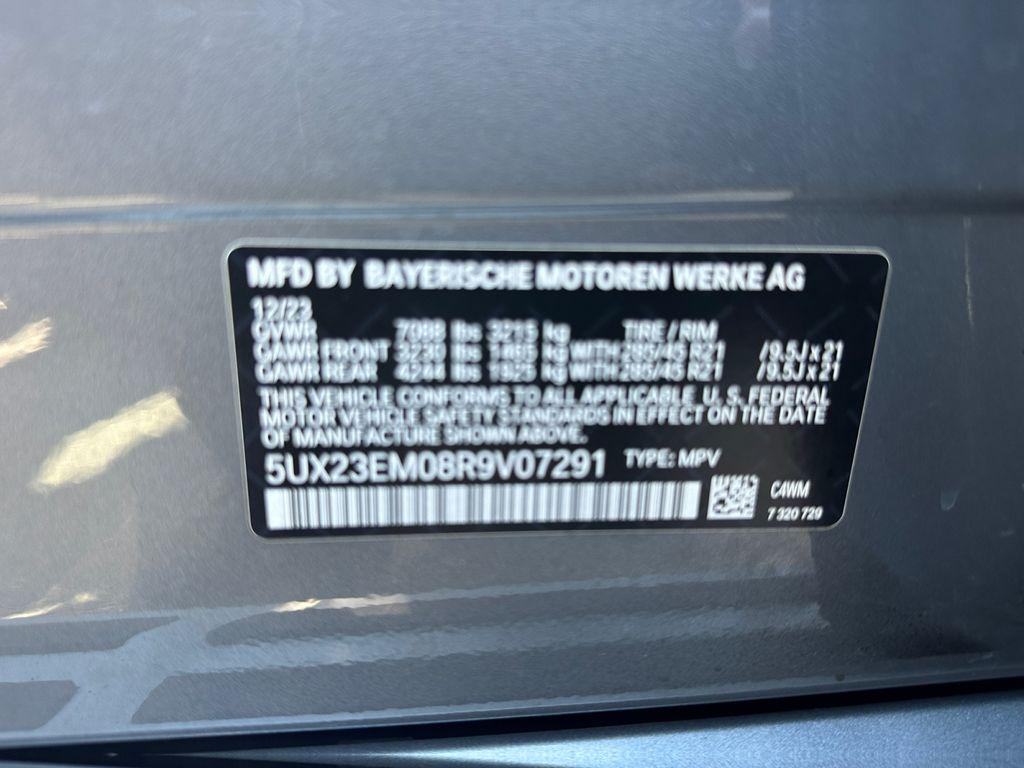 MFD BY BAYERISCHE MOTOREN WERKE AG
12/23
GVWR 7088 lbs 3215 kg TIRE / RIM
GAWR FRONT 3230 lbs 1465 kg WITH 285/45 R21 /9.5J x 21
GAWR REAR 4244 lbs 1925 kg WITH 285/45 R21 /9.5J x 21
THIS VEHICLE CONFORMS TO ALL APPLICABLE U. S. FEDERAL
MOTOR VEHICLE SAFETY STANDARDS IN EFFECT ON THE DATE
OF MANUFACTURE SHOWN ABOVE.
5UX23EM08R9V07291 TYPE: MPV
C4WM
7 320 729